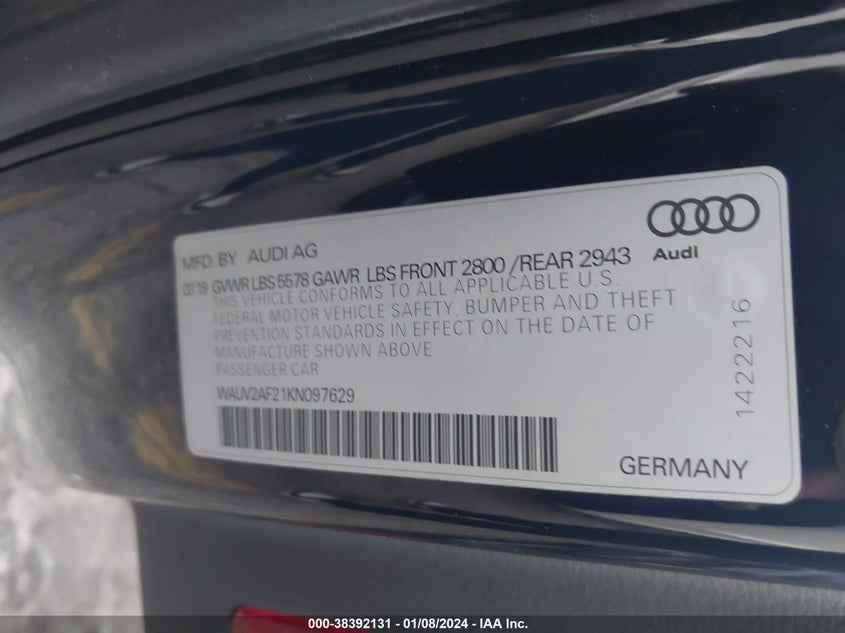 MFD. BY AUDI AG
Audi
03.19 GVWR LBS 5578 GAWR LBS FRONT 2800 / REAR 2943
THIS VEHICLE CONFORMS TO ALL APPLICABLE U.S.
FEDERAL MOTOR VEHICLE SAFETY, BUMPER AND THEFT
PREVENTION STANDARDS IN EFFECT ON THE DATE OF
MANUFACTURE SHOWN ABOVE
PASSENGER CAR
WAUV2AF21KN097629
1422216
GERMANY
000-38392131 - 01/08/2024 - IAA Inc.